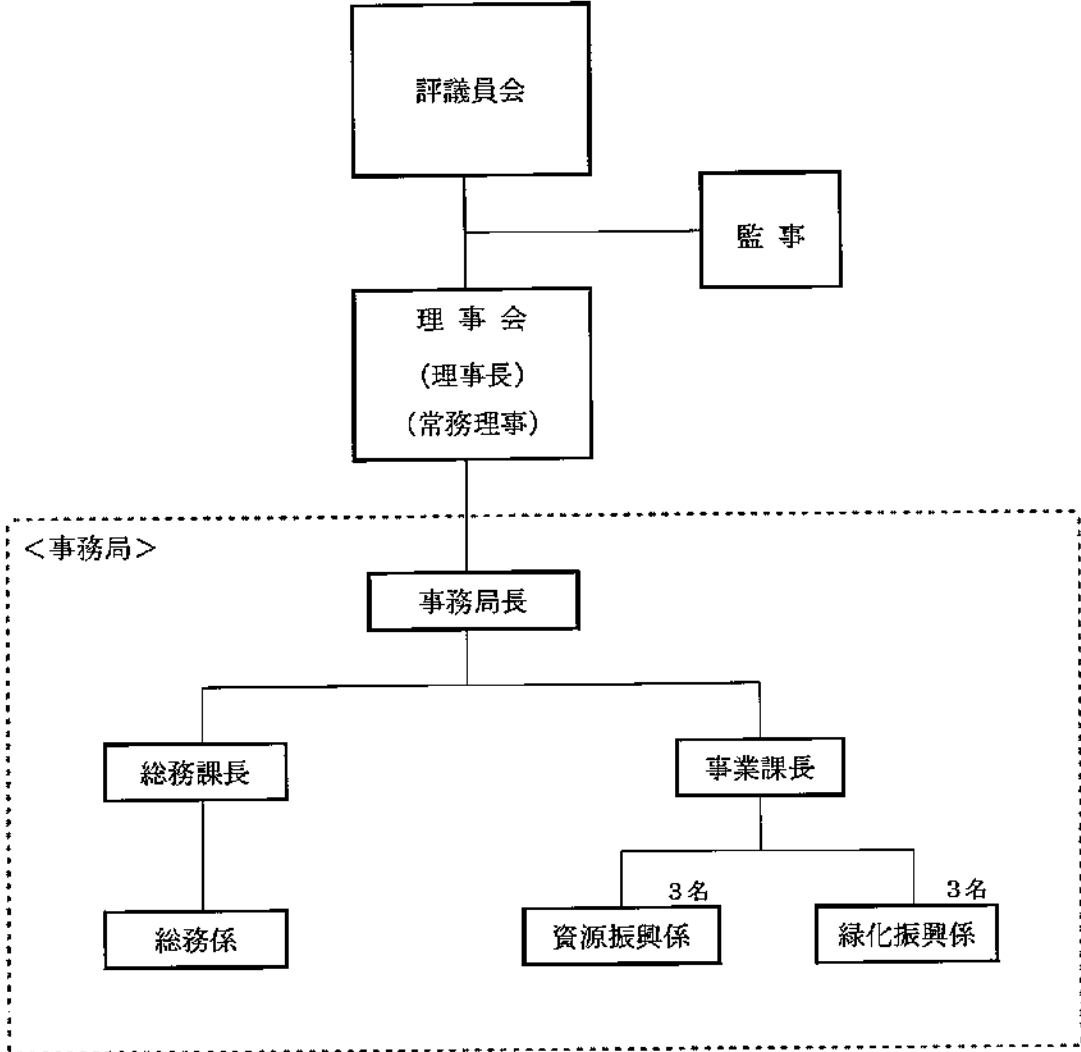 評議員会
監 事
理 事 会
(理事長)
(常務理事)
＜事務局＞
事務局長
総務課長
事業課長
3名
3名
総務係
資源振興係
緑化振興係